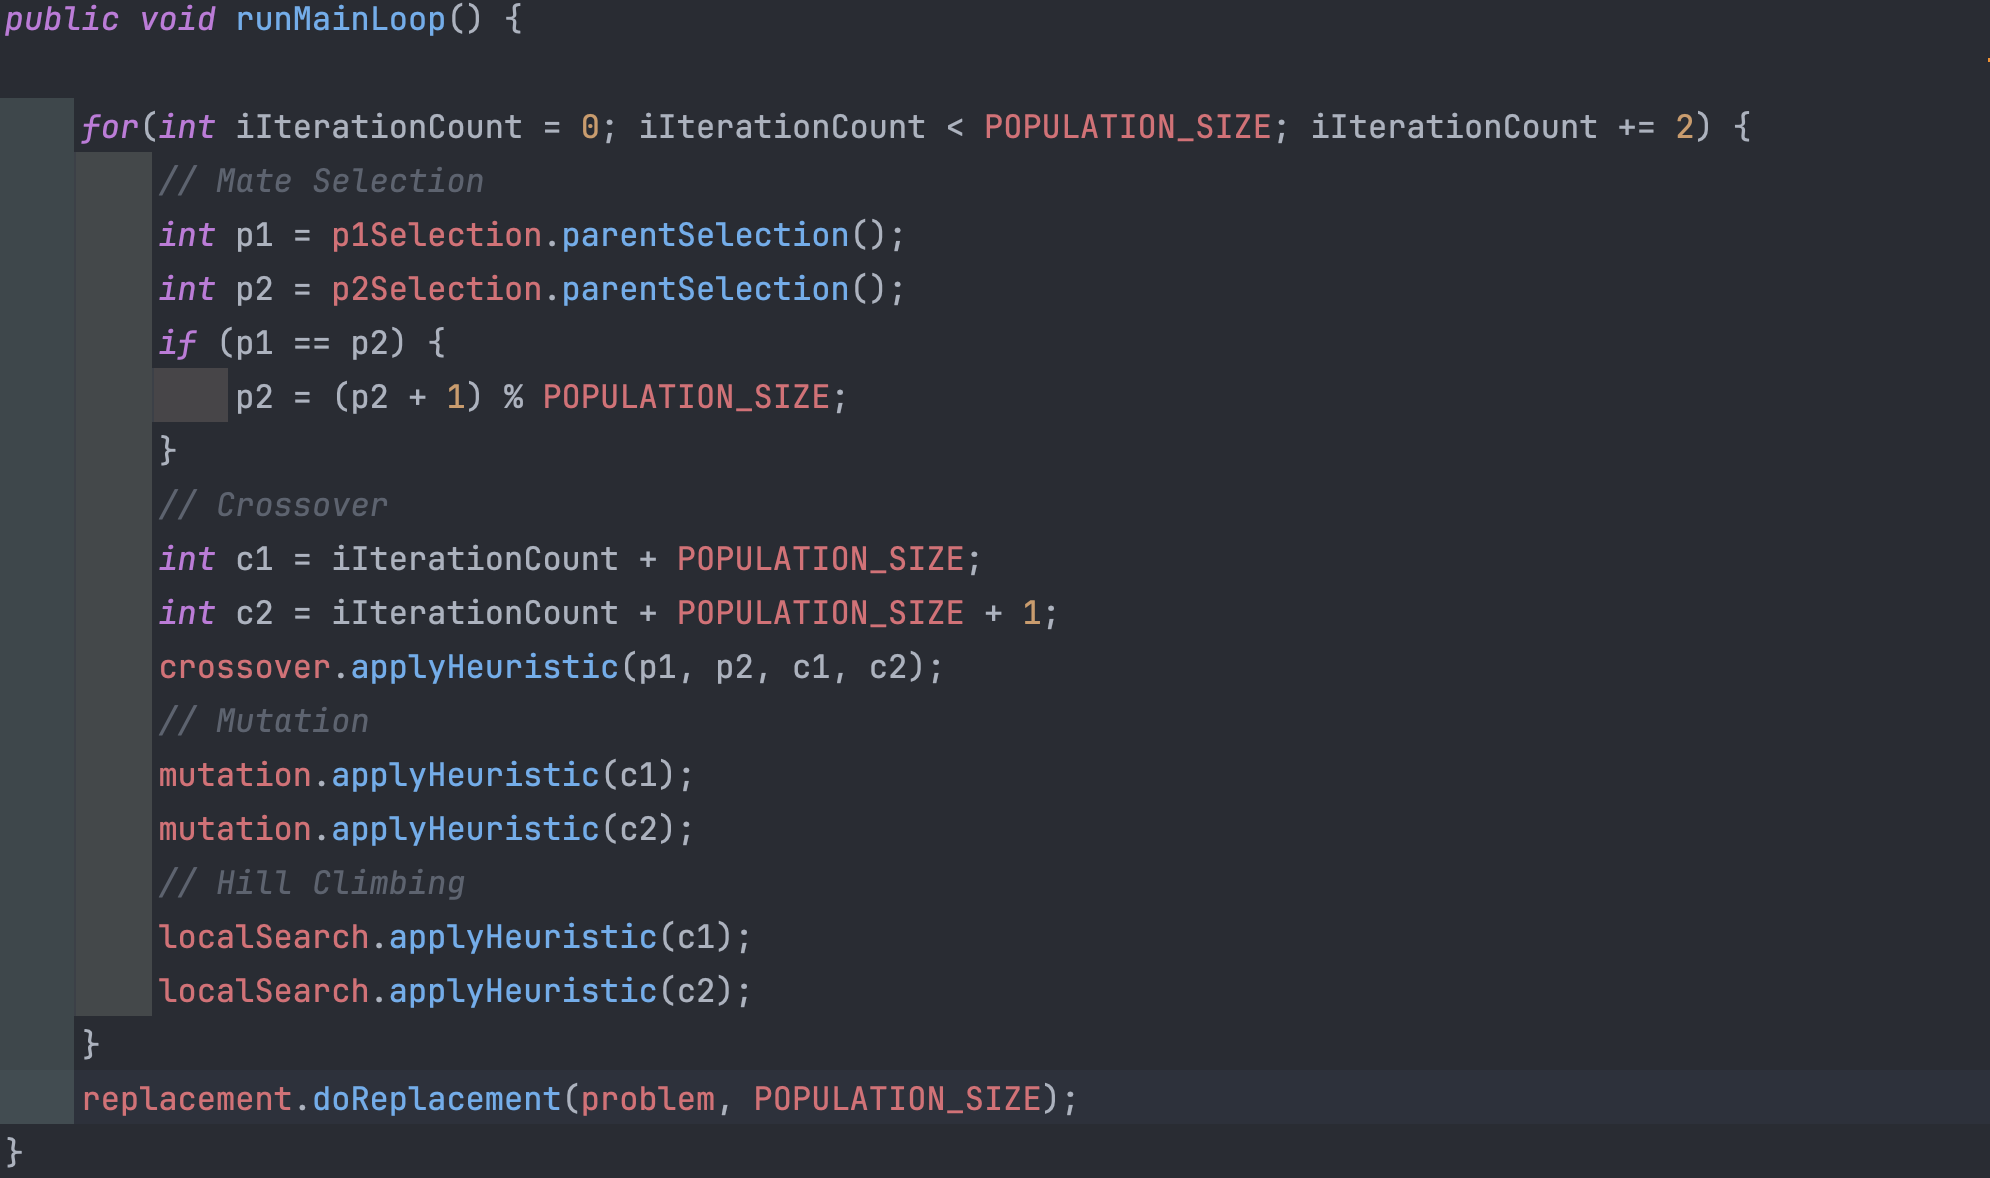 public void runMainLoop() {
for(int iIterationCount = 0; iIterationCount < POPULATION_SIZE; iIterationCount += 2) {
// Mate Selection
int p1 = p1Selection.parentSelection();
int p2 = p2Selection.parentSelection();
if (p1 == p2) {
p2 = (p2 + 1) % POPULATION_SIZE;
}
// Crossover
int c1 = iIterationCount + POPULATION_SIZE;
int c2 = iIterationCount + POPULATION_SIZE + 1;
crossover.applyHeuristic(p1, p2, c1, c2);
// Mutation
mutation.applyHeuristic(c1);
mutation.applyHeuristic(c2);
// Hill Climbing
localSearch.applyHeuristic(c1);
localSearch.applyHeuristic(c2);
}
replacement.doReplacement(problem, POPULATION_SIZE);
}